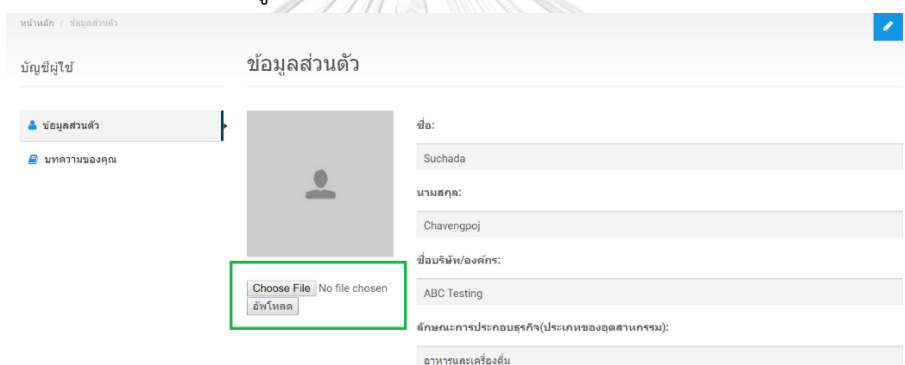 หน้าหลัก / ข้อมูลส่วนตัว
บัญชีผู้ใช้
ข้อมูลส่วนตัว
บทความของคุณ
ข้อมูลส่วนตัว
Choose File No file chosen
อัพโหลด
ชื่อ:
Suchada
นามสกุล:
Chavengpoj
ชื่อบริษัท/องค์กร:
ABC Testing
ลักษณะการประกอบธุรกิจ(ประเภทของอุตสาหกรรม):
อาหารและเครื่องดื่ม